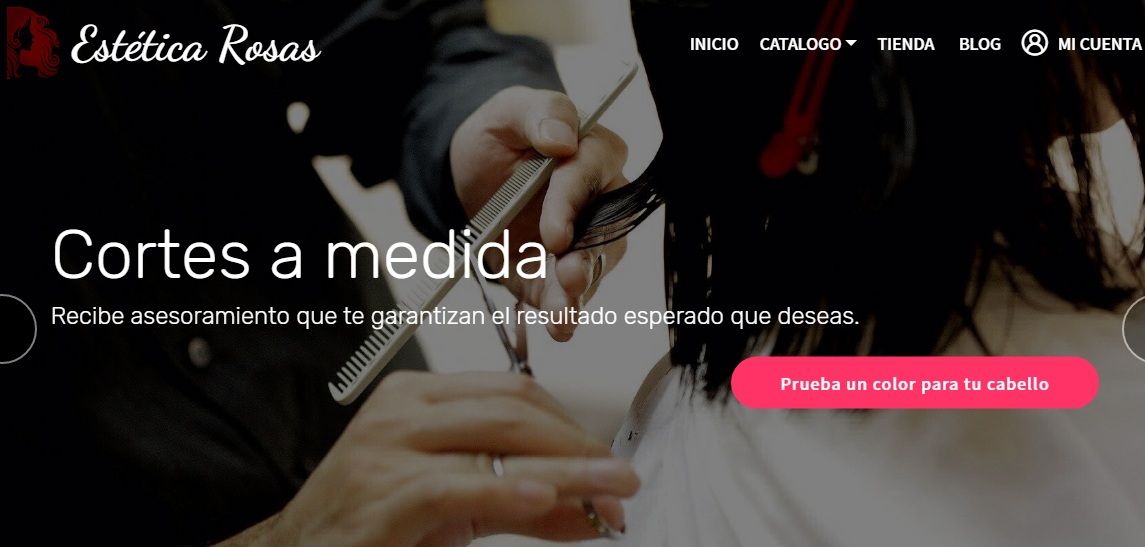 Estética Rosas
INICIO CATALOGO TIENDA BLOG MI CUENTA
Cortes a medida
Recibe asesoramiento que te garantizan el resultado esperado que deseas.
Prueba un color para tu cabello